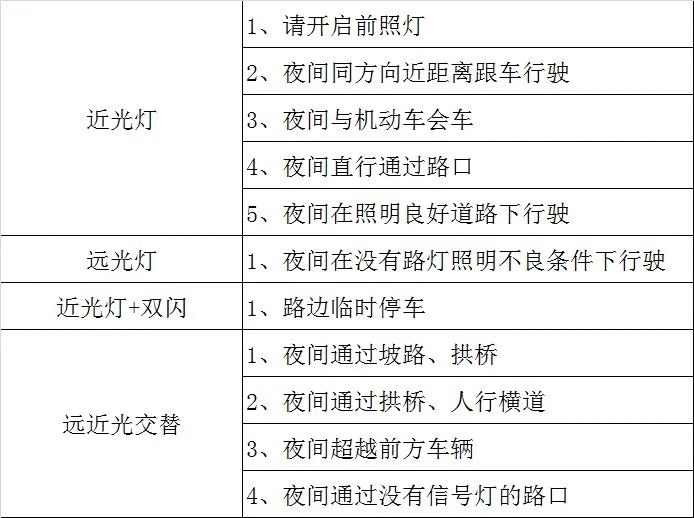 近光灯
1、请开启前照灯
2、夜间同方向近距离跟车行驶
3、夜间与机动车会车
4、夜间直行通过路口
5、夜间在照明良好道路下行驶
远光灯
1、夜间在没有路灯照明不良条件下行驶
近光灯+双闪
1、路边临时停车
远近光交替
1、夜间通过坡路、拱桥
2、夜间通过拱桥、人行横道
3、夜间超越前方车辆
4、夜间通过没有信号灯的路口